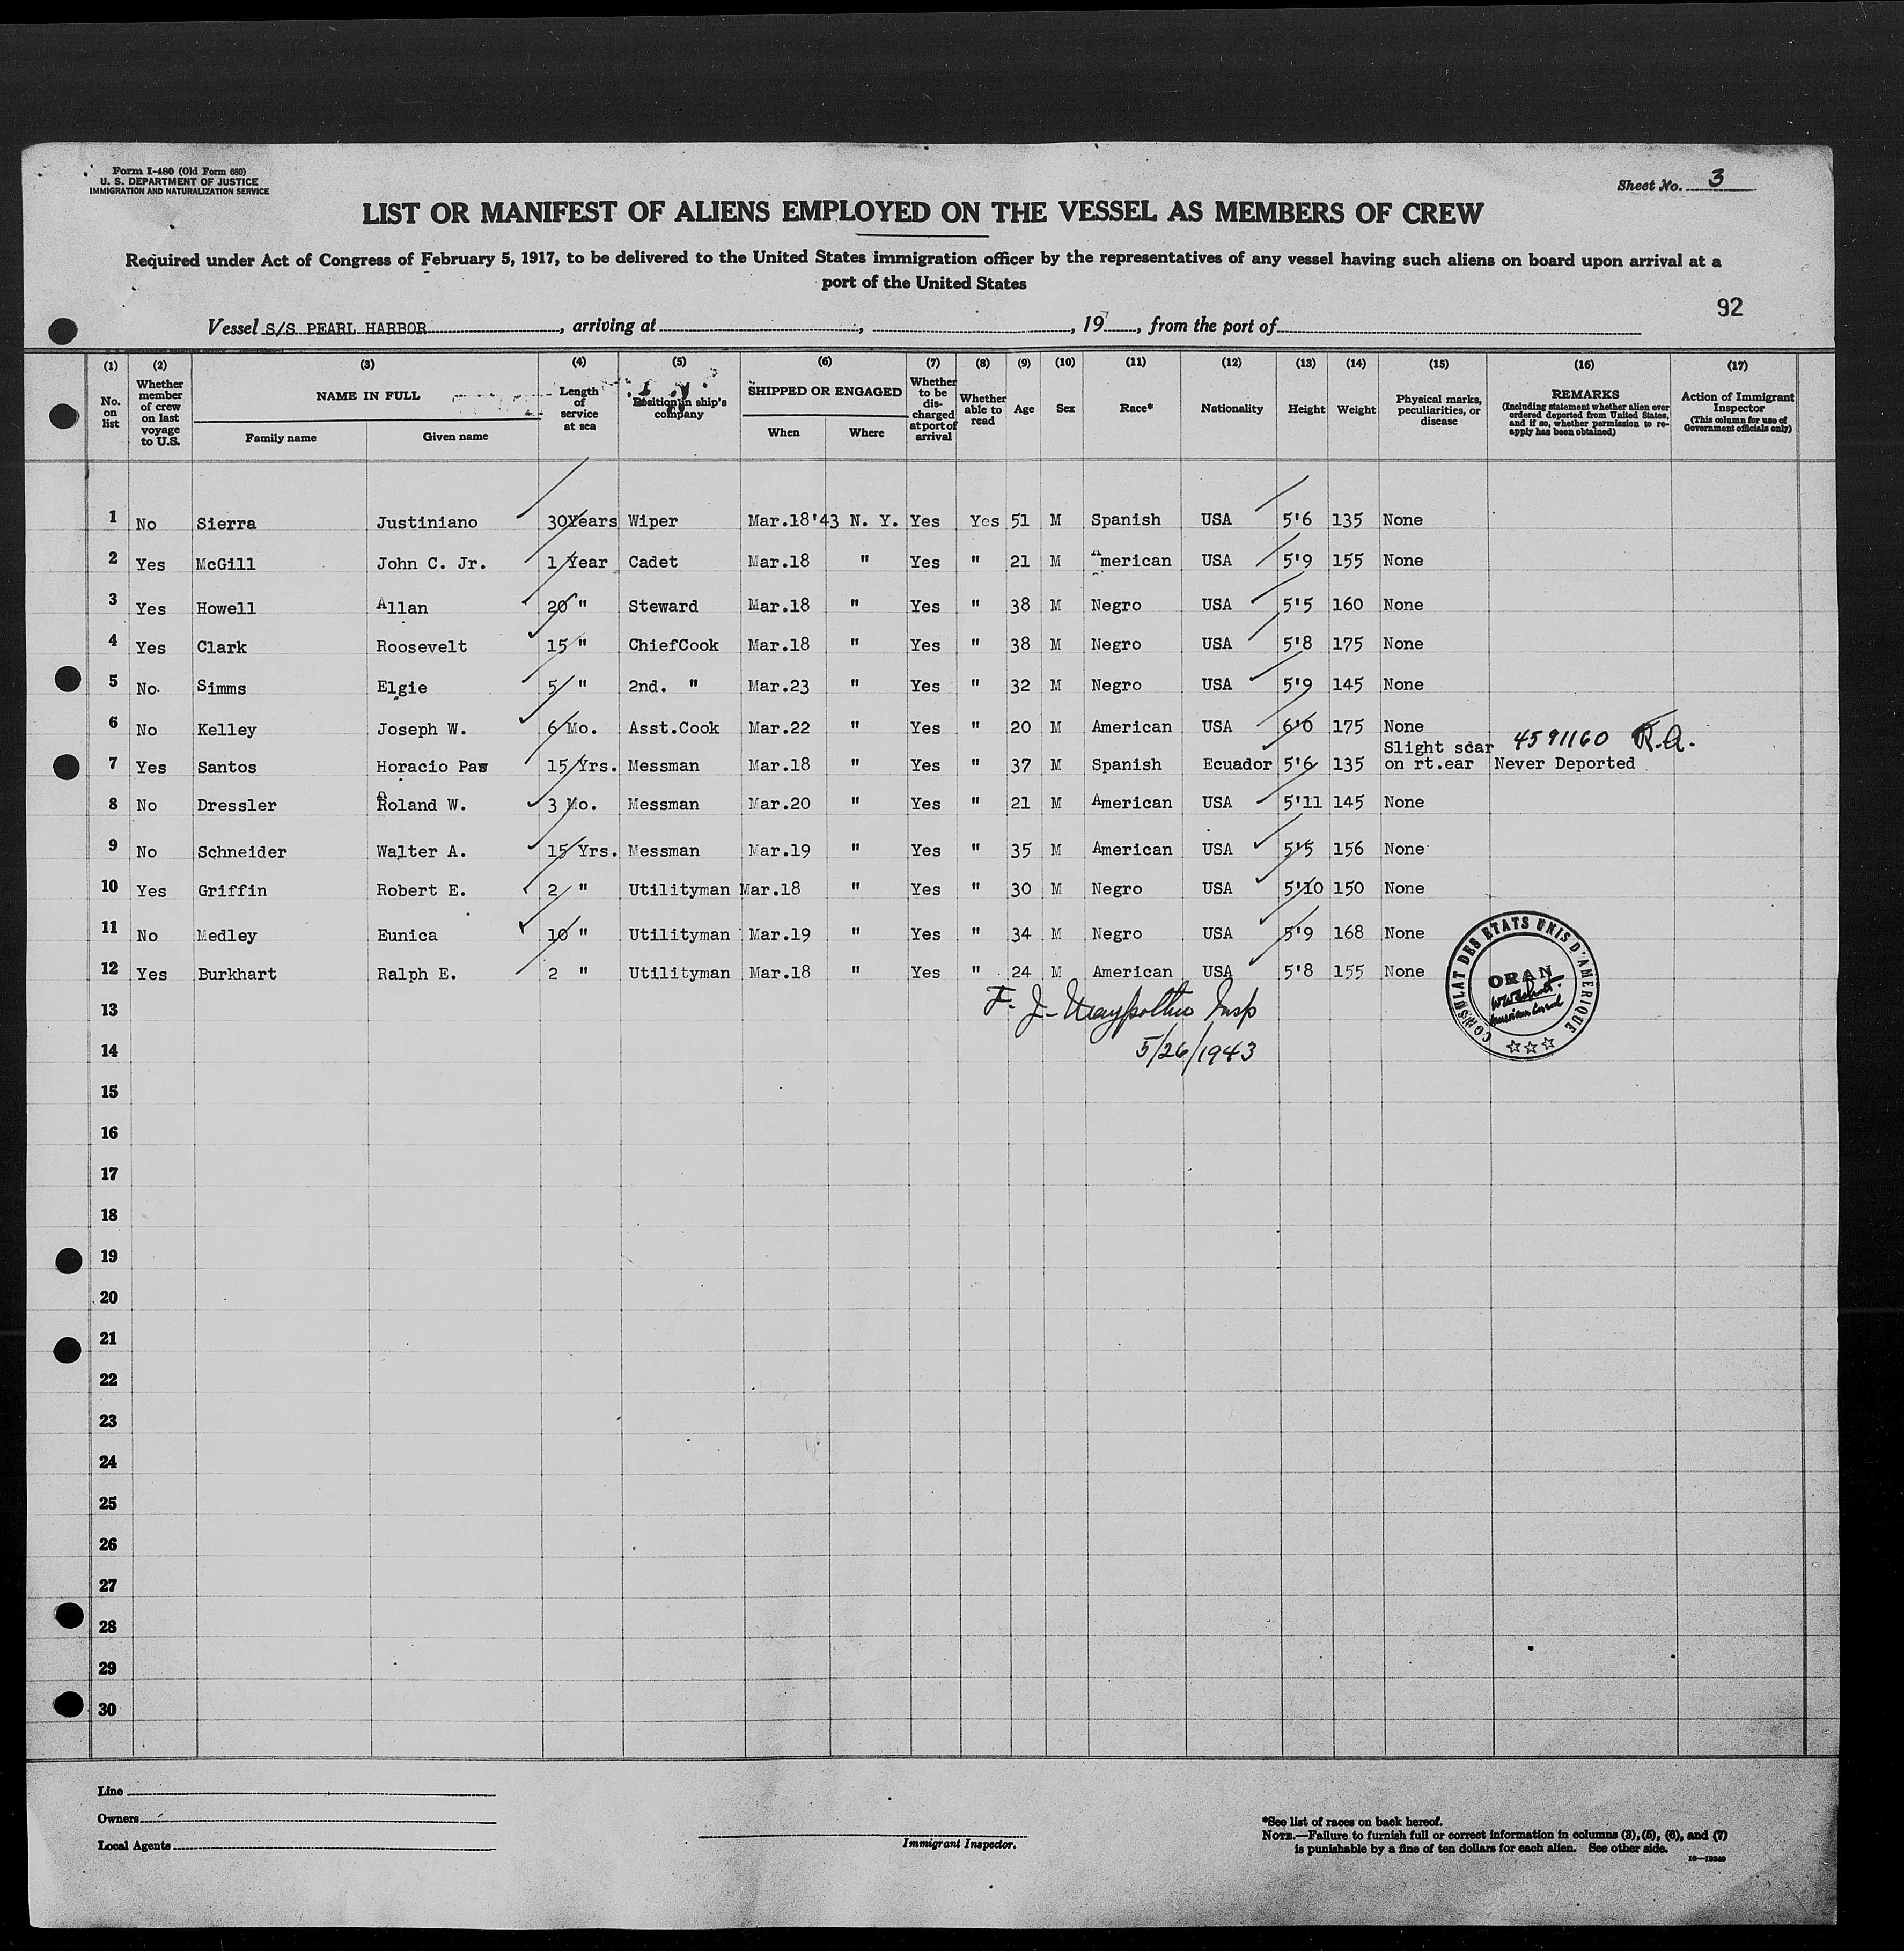 Form I-480 (Old Form 680)
U. S. DEPARTMENT OF JUSTICE
IMMIGRATION AND NATURALIZATION SERVICE
Sheet No. 3
LIST OR MANIFEST OF ALIENS EMPLOYED ON THE VESSEL AS MEMBERS OF CREW
Required under Act of Congress of February 5, 1917, to be delivered to the United States immigration officer by the representatives of any vessel having such aliens on board upon arrival at a
port of the United States
92
Vessel S/S PEARL HARBOR, arriving at , , 19 , from the port of
(1) (2) (3) (4) (5) (6) (7) (8) (9) (10) (11) (12) (13) (14) (15) (16) (17)
No. on list
Whether member of crew on last voyage to U.S.
NAME IN FULL
Family name
Given name
Length of service at sea
Position in ship's company
SHIPPED OR ENGAGED
When
Where
Whether to be discharged at port of arrival
Whether able to read
Age
Sex
Race*
Nationality
Height
Weight
Physical marks, peculiarities, or disease
REMARKS
(Including statement whether alien ever ordered deported from United States, and if so, whether permission to reapply has been obtained)
Action of Immigrant Inspector
(This column for use of Government officials only)
1 No Sierra Justiniano 30Years Wiper Mar.18'43 N. Y. Yes Yes 51 M Spanish USA 5'6 135 None
2 Yes McGill John C. Jr. 1 Year Cadet Mar.18 " Yes " 21 M American USA 5'9 155 None
3 Yes Howell Allan 20 " Steward Mar.18 " Yes " 38 M Negro USA 5'5 160 None
4 Yes Clark Roosevelt 15 " ChiefCook Mar.18 " Yes " 38 M Negro USA 5'8 175 None
5 No. Simms Elgie 5 " 2nd. " Mar.23 " Yes " 32 M Negro USA 5'9 145 None
6 No Kelley Joseph W. 6 Mo. Asst.Cook Mar.22 " Yes " 20 M American USA 6'0 175 None
Slight scar 4591160 R.A.
7 Yes Santos Horacio Paw 15 Yrs. Messman Mar.18 " Yes " 37 M Spanish Ecuador 5'6 135 on rt.ear Never Deported
8 No Dressler Roland W. 3 Mo. Messman Mar.20 " Yes " 21 M American USA 5'11 145 None
9 No Schneider Walter A. 15 Yrs. Messman Mar.19 " Yes " 35 M American USA 5'5 156 None
10 Yes Griffin Robert E. 2 " Utilityman Mar.18 " Yes " 30 M Negro USA 5'10 150 None
11 No Medley Eunica 10 " Utilityman Mar.19 " Yes " 34 M Negro USA 5'9 168 None
12 Yes Burkhart Ralph E. 2 " Utilityman Mar.18 " Yes " 24 M American USA 5'8 155 None
CONSULAT DES ETATS UNIS D'AMERIQUE
ORAN
American Consul
13 F. J. Insp
14 5/26/1943
15
16
17
18
19
20
21
22
23
24
25
26
27
28
29
30
Line
Owners
Local Agents
Immigrant Inspector.
*See list of races on back hereof.
NOTE.—Failure to furnish full or correct information in columns (3), (5), (6), and (7)
is punishable by a fine of ten dollars for each alien. See other side.